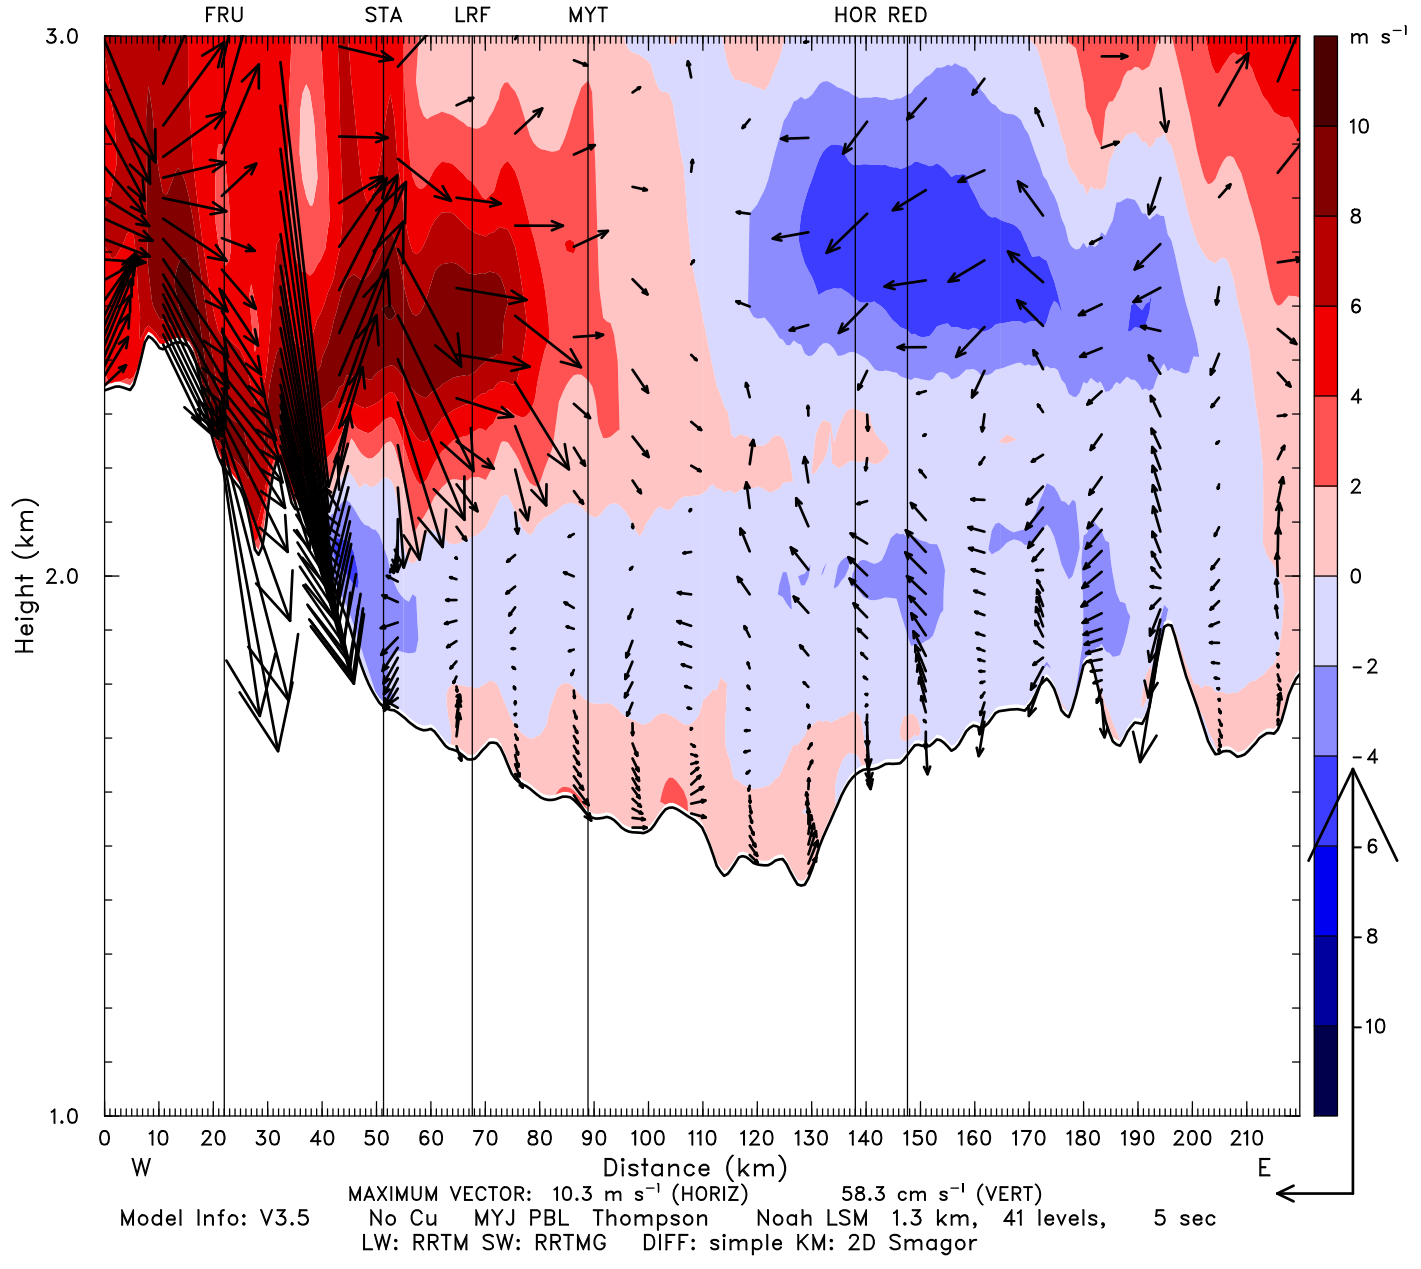 FRU STA LRF MYT HOR RED
3.0
m s⁻¹
10
8
6
4
2
2.0
0
-2
-4
-6
-8
-10
1.0
Height (km)
0 10 20 30 40 50 60 70 80 90 100 110 120 130 140 150 160 170 180 190 200 210
W Distance (km) E
MAXIMUM VECTOR: 10.3 m s⁻¹ (HORIZ) 58.3 cm s⁻¹ (VERT)
Model Info: V3.5 No Cu MYJ PBL Thompson Noah LSM 1.3 km, 41 levels, 5 sec
LW: RRTM SW: RRTMG DIFF: simple KM: 2D Smagor